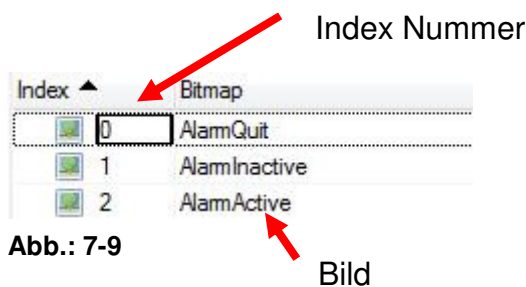 Index Nummer
Index Bitmap
0 AlarmQuit
1 AlarmInactive
2 AlarmActive
Abb.: 7-9
Bild